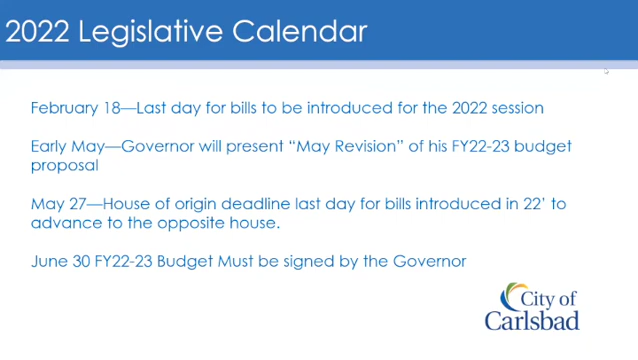 2022 Legislative Calendar
February 18—Last day for bills to be introduced for the 2022 session
Early May—Governor will present “May Revision” of his FY22-23 budget
proposal
May 27—House of origin deadline last day for bills introduced in 22’ to
advance to the opposite house.
June 30 FY22-23 Budget Must be signed by the Governor
City of
Carlsbad